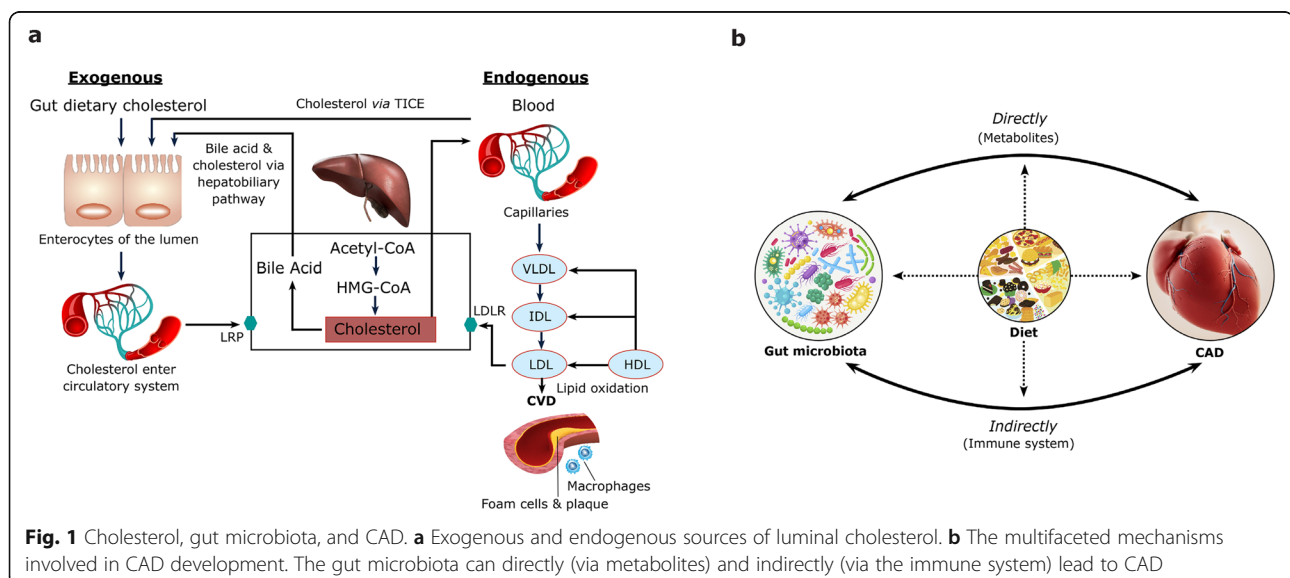 a
Exogenous
Gut dietary cholesterol
Cholesterol via TICE
Endogenous
Blood
Bile acid &
cholesterol via
hepatobiliary
pathway
Enterocytes of the lumen
Capillaries
Bile Acid
Acetyl-CoA
HMG-CoA
Cholesterol
LRP
LDLR
Cholesterol enter
circulatory system
VLDL
IDL
LDL
HDL
Lipid oxidation
CVD
Macrophages
Foam cells & plaque
b
Directly
(Metabolites)
Gut microbiota
Diet
CAD
Indirectly
(Immune system)
Fig. 1 Cholesterol, gut microbiota, and CAD. a Exogenous and endogenous sources of luminal cholesterol. b The multifaceted mechanisms
involved in CAD development. The gut microbiota can directly (via metabolites) and indirectly (via the immune system) lead to CAD